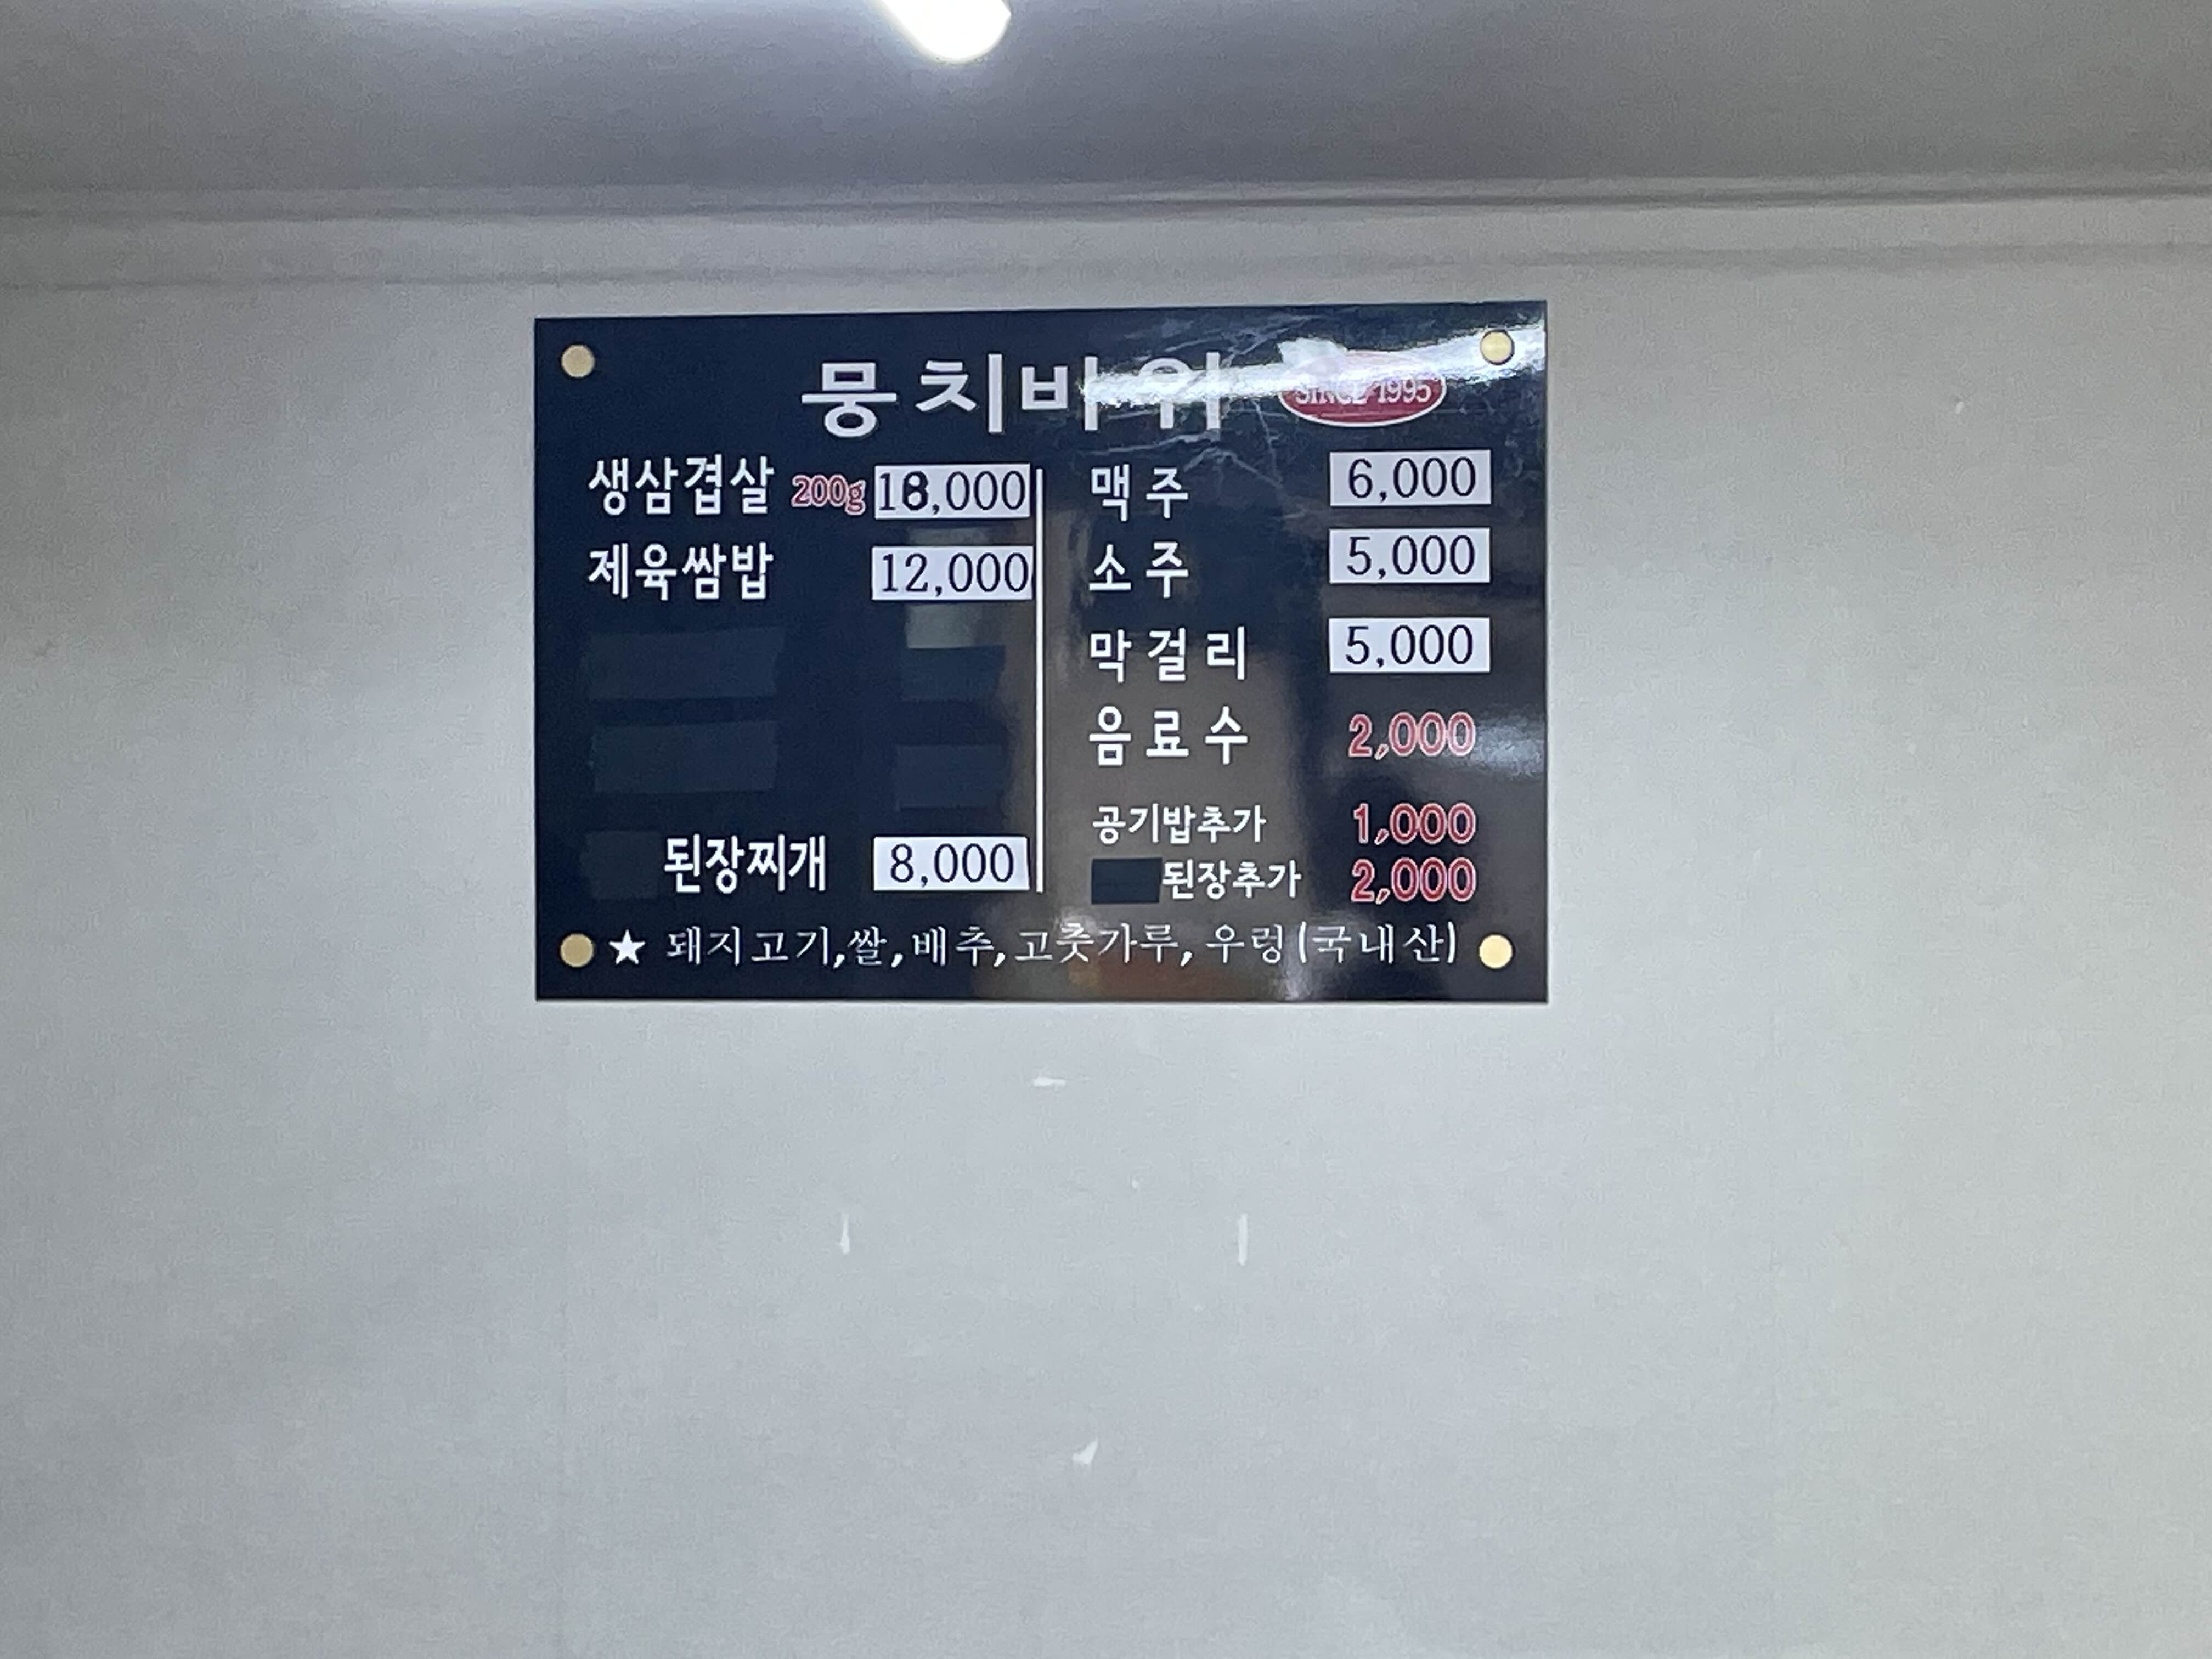 뭉치바위 SINCE 1995
생삼겹살 200g 18,000
제육쌈밥 12,000
된장찌개 8,000
맥주 6,000
소주 5,000
막걸리 5,000
음료수 2,000
공기밥추가 1,000
된장추가 2,000
★ 돼지고기,쌀,배추,고춧가루, 우렁(국내산)